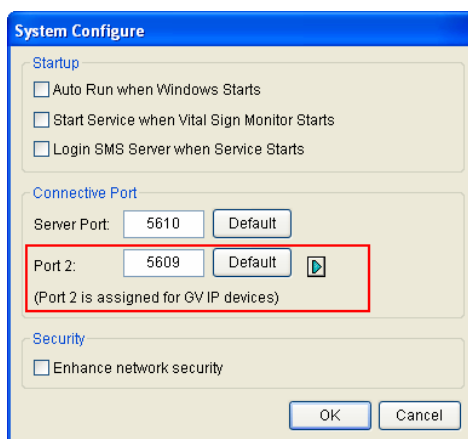 System Configure
Startup
Auto Run when Windows Starts
Start Service when Vital Sign Monitor Starts
Login SMS Server when Service Starts
Connective Port
Server Port: 5610 Default
Port 2: 5609 Default
(Port 2 is assigned for GV IP devices)
Security
Enhance network security
OK Cancel